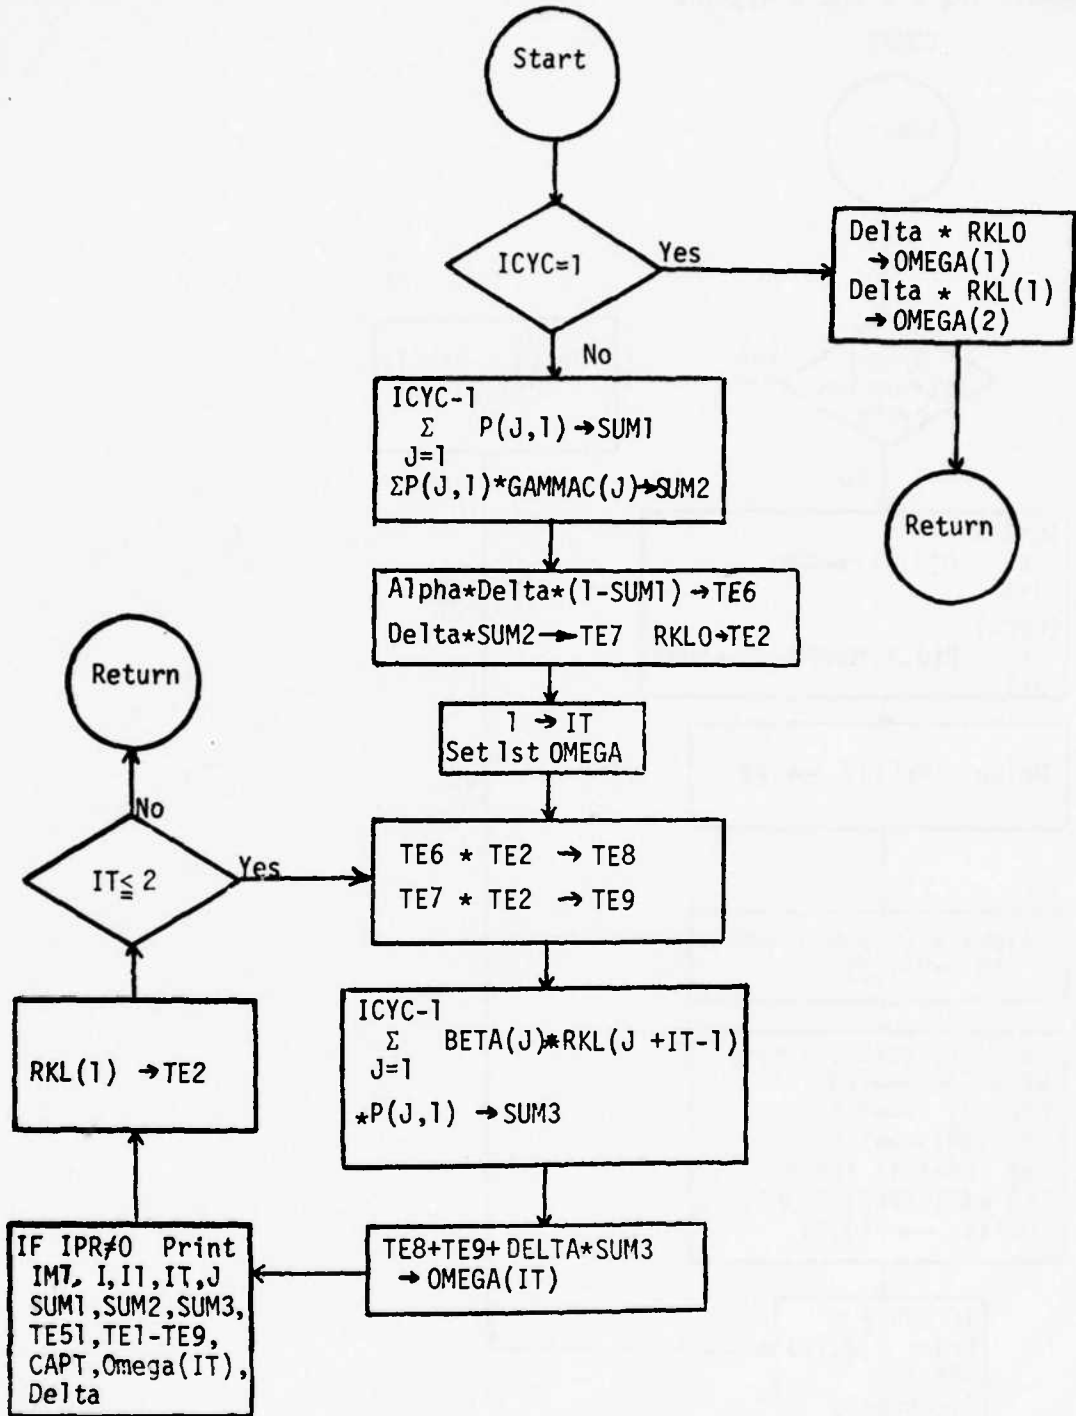 Start
ICYC=1
Yes
Delta * RKL0
→OMEGA(1)
Delta * RKL(1)
→OMEGA(2)
Return
No
ICYC-1
Σ P(J,1)→SUM1
J=1
ΣP(J,1)*GAMMAC(J)→SUM2
Alpha*Delta*(1-SUM1)→TE6
Delta*SUM2→TE7 RKL0→TE2
1 → IT
Set 1st OMEGA
TE6 * TE2 → TE8
TE7 * TE2 → TE9
ICYC-1
Σ BETA(J)*RKL(J +IT-1)
J=1
*P(J,1) → SUM3
TE8+TE9+DELTA*SUM3
→ OMEGA(IT)
IF IPR≠0 Print
I,I1,IT,J
SUM1,SUM2,SUM3,
TE51,TE1-TE9,
CAPT,Omega(IT),
Delta
RKL(1) →TE2
IT≦ 2
Yes
No
Return